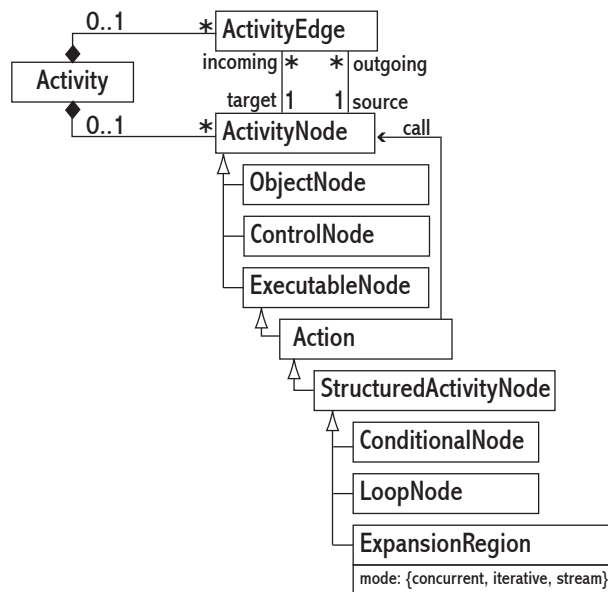 0..1
*
ActivityEdge
incoming * * outgoing
Activity
target 1 1 source
0..1
*
ActivityNode
call
ObjectNode
ControlNode
ExecutableNode
Action
StructuredActivityNode
ConditionalNode
LoopNode
ExpansionRegion
mode: {concurrent, iterative, stream}